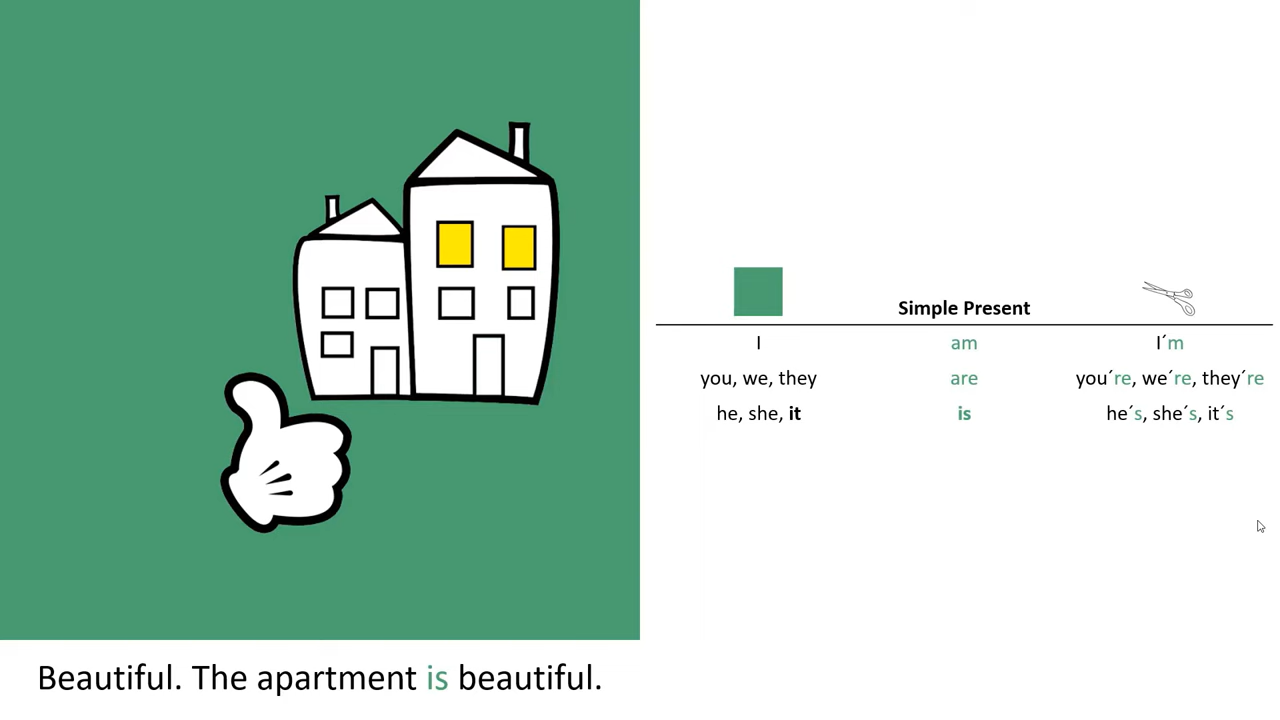 Simple Present
I am I´m
you, we, they are you´re, we´re, they´re
he, she, it is he´s, she´s, it´s
Beautiful. The apartment is beautiful.